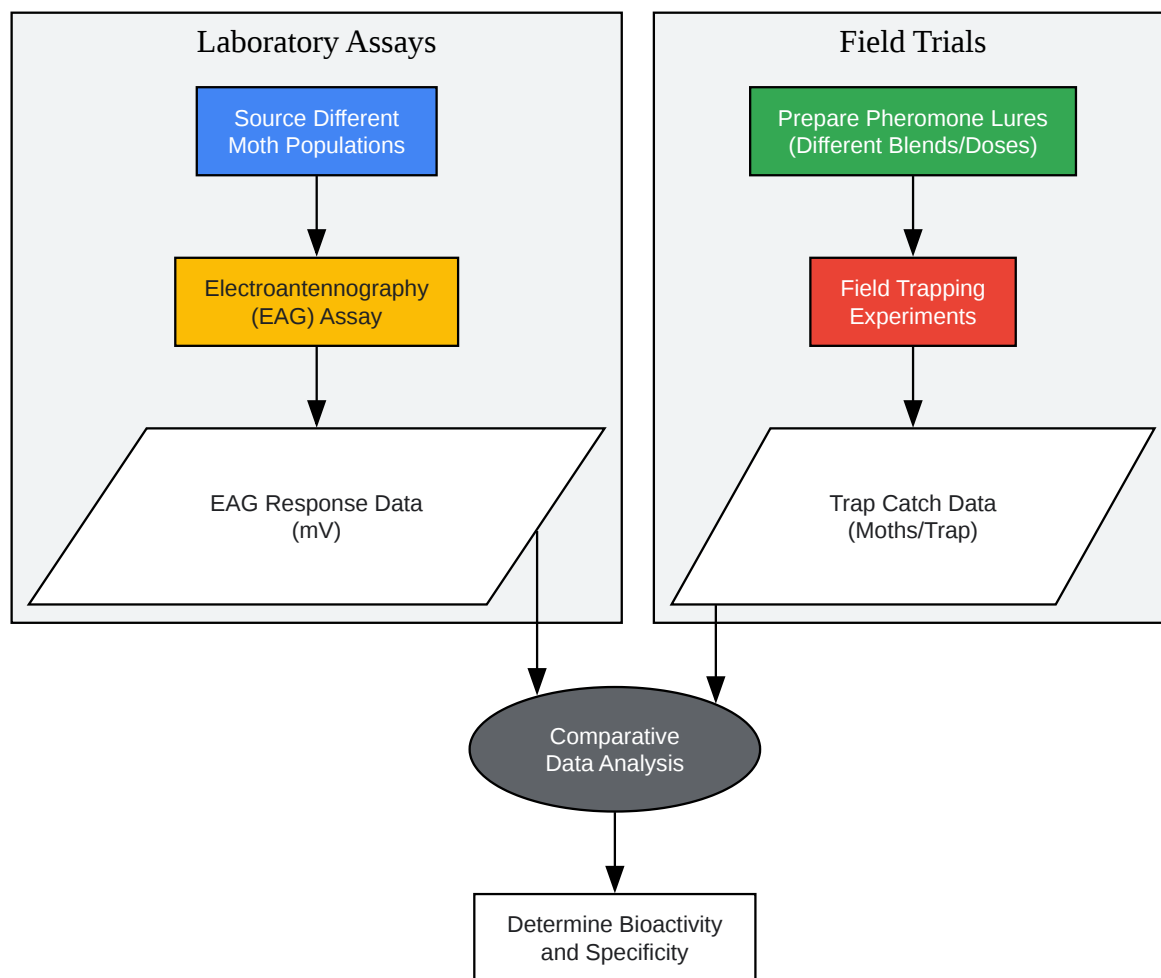 Laboratory Assays
Source Different
Moth Populations
Electroantennography
(EAG) Assay
EAG Response Data
(mV)
Field Trials
Prepare Pheromone Lures
(Different Blends/Doses)
Field Trapping
Experiments
Trap Catch Data
(Moths/Trap)
Comparative
Data Analysis
Determine Bioactivity
and Specificity